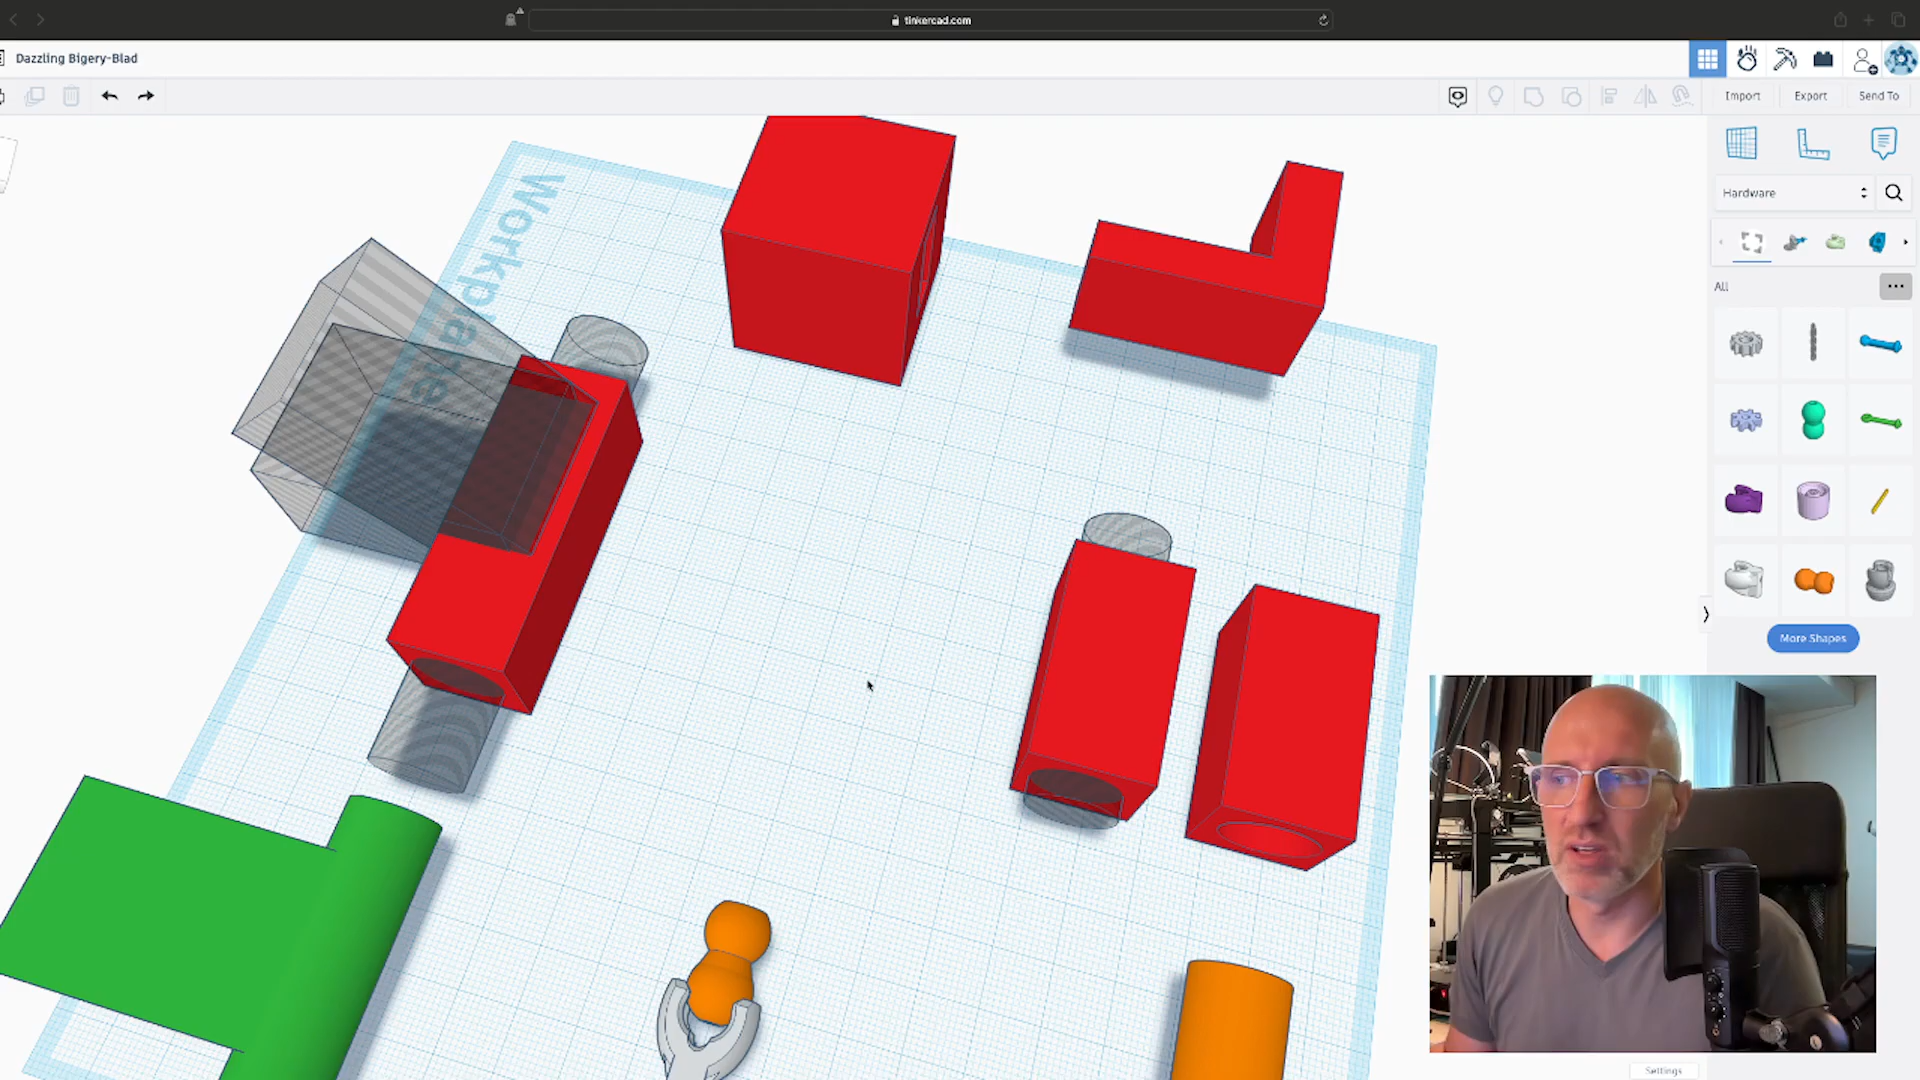 tinkercad.com
Dazzling Bigery-Blad
Import
Export
Send To
Hardware
All
More Shapes
Workplane
Settings